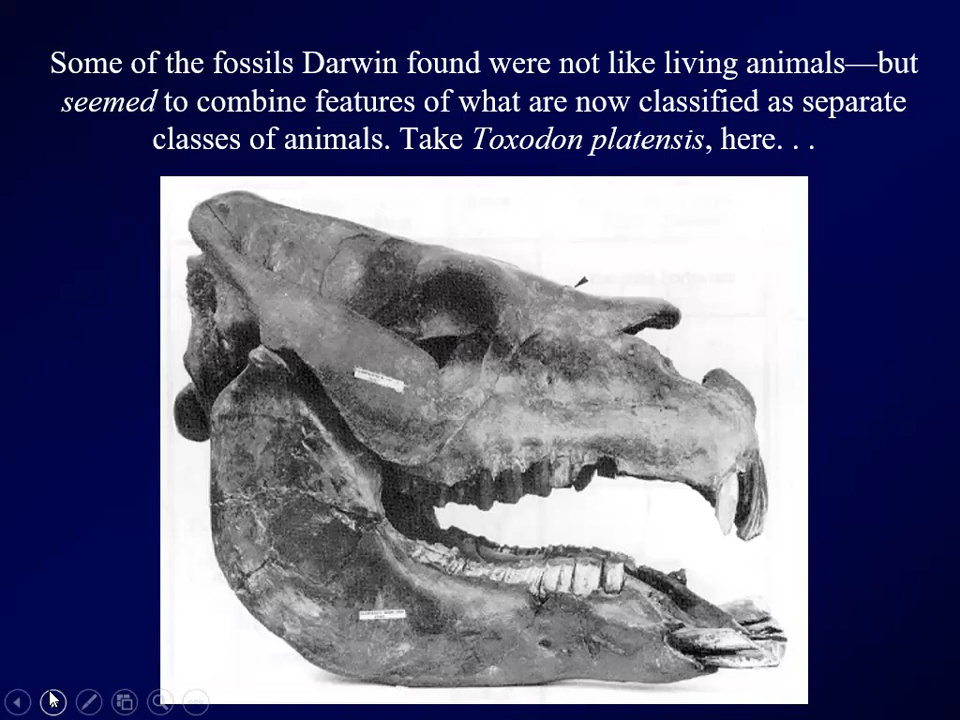 Some of the fossils Darwin found were not like living animals—but
seemed to combine features of what are now classified as separate
classes of animals. Take Toxodon platensis, here. . .